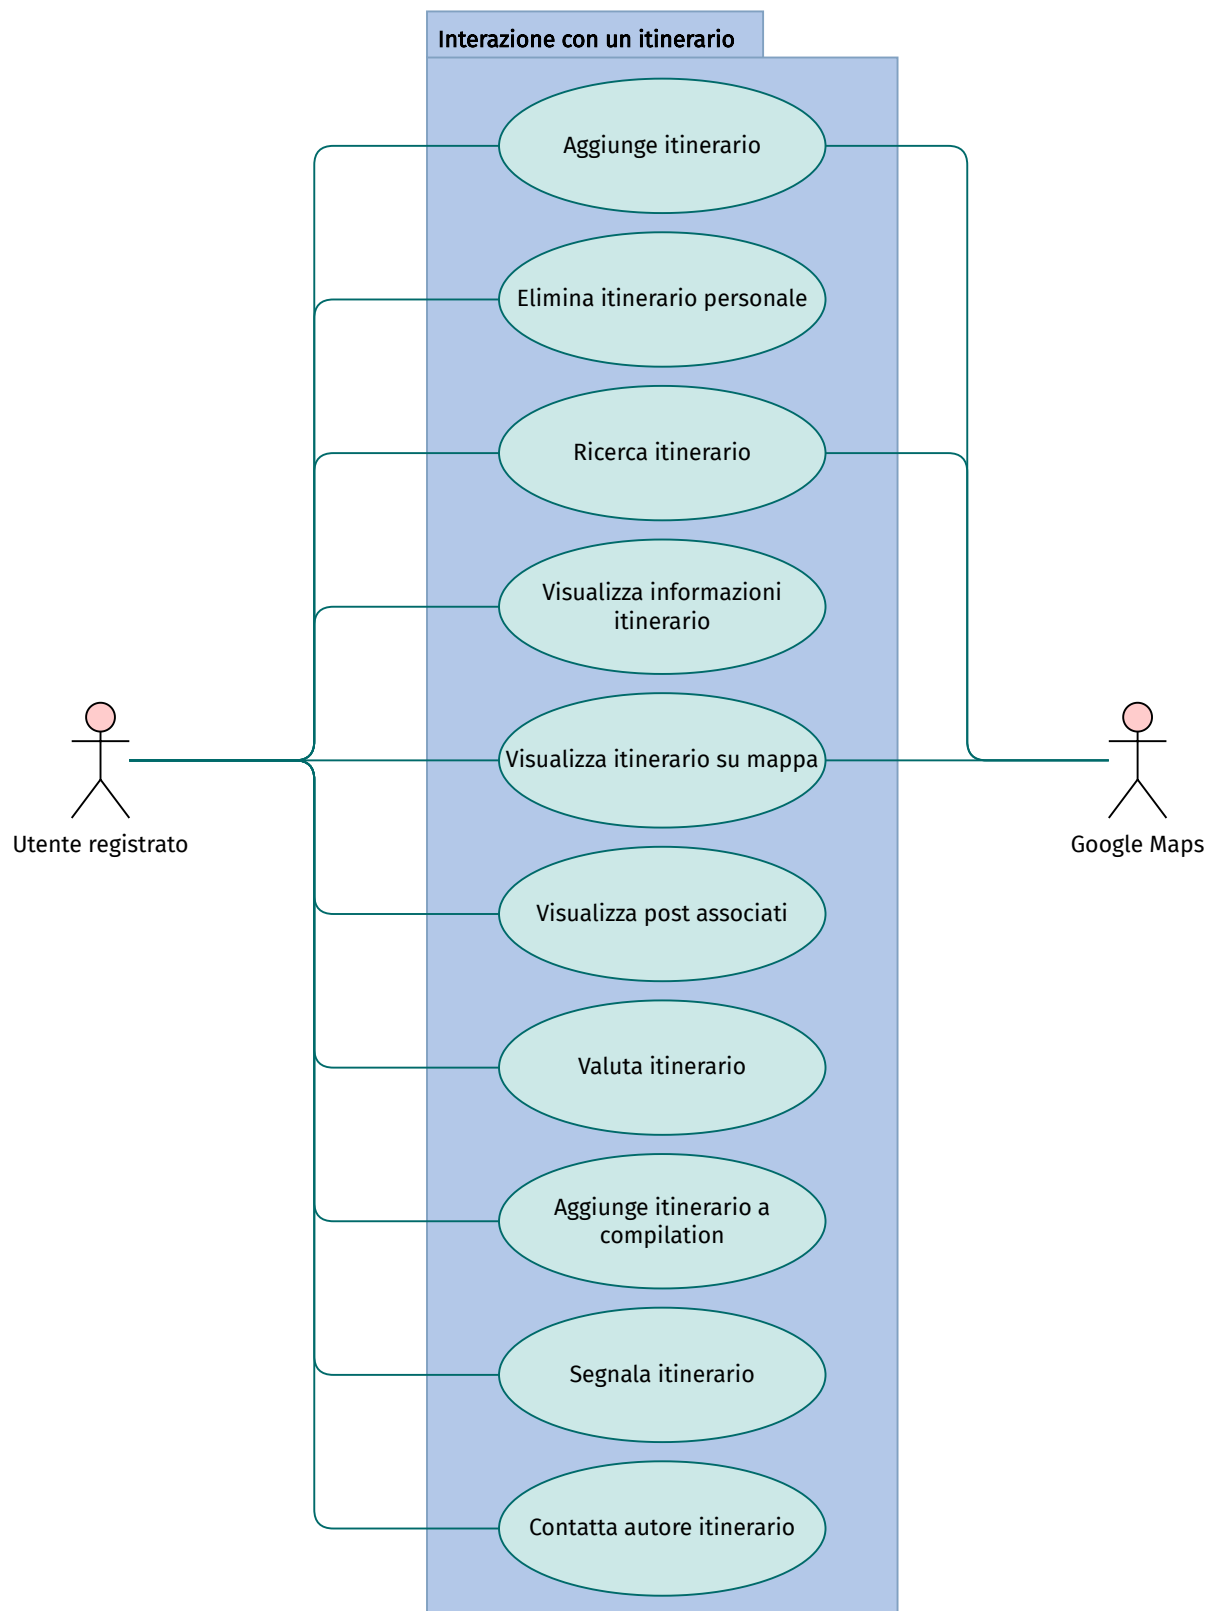 Interazione con un itinerario
Aggiunge itinerario
Elimina itinerario personale
Ricerca itinerario
Visualizza informazioni
itinerario
Visualizza itinerario su mappa
Utente registrato
Google Maps
Visualizza post associati
Valuta itinerario
Aggiunge itinerario a
compilation
Segnala itinerario
Contatta autore itinerario